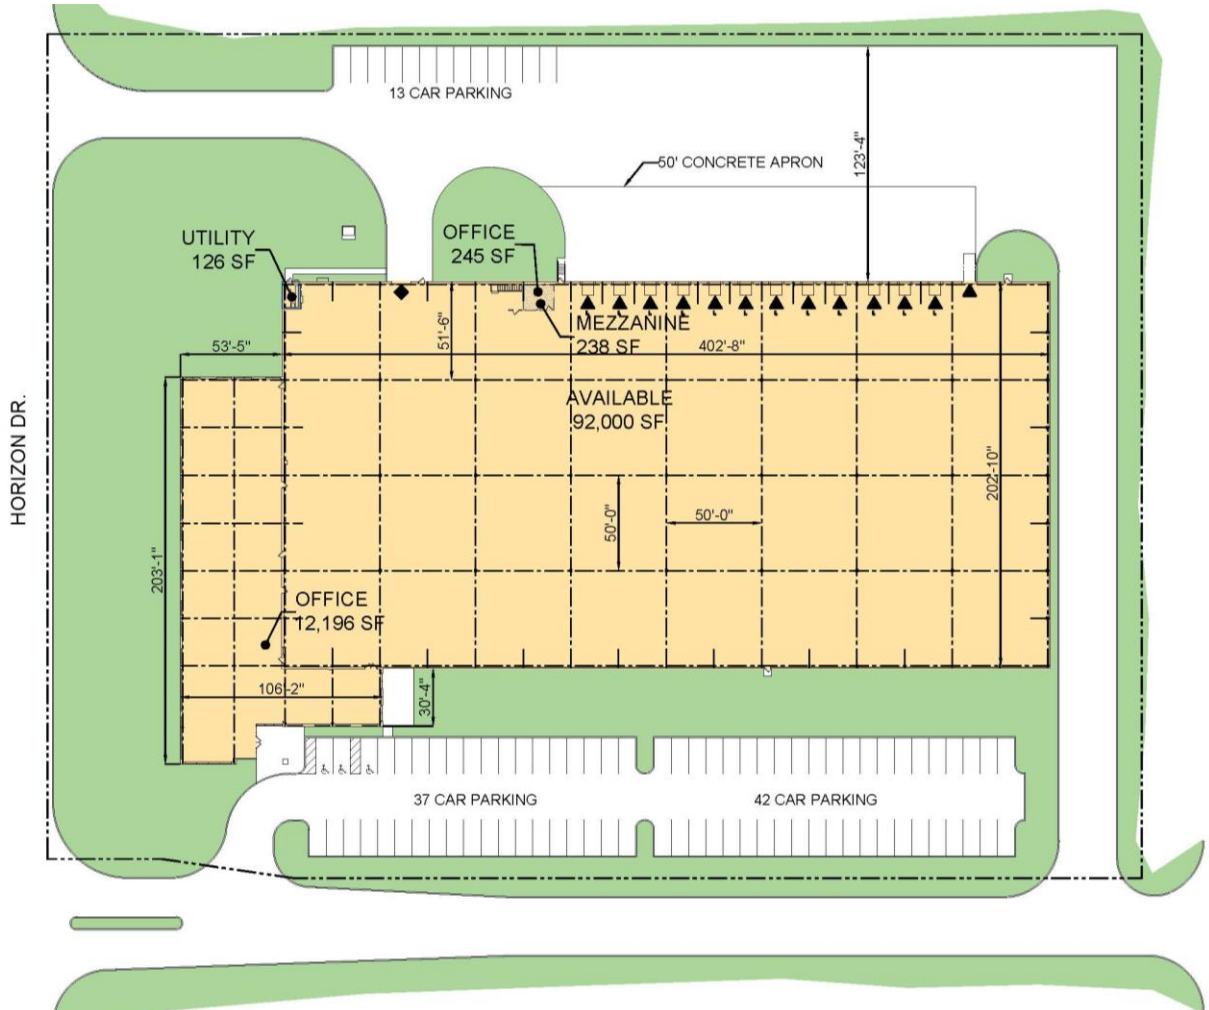 13 CAR PARKING
123'-4"
50' CONCRETE APRON
UTILITY
126 SF
OFFICE
245 SF
MEZZANINE
238 SF
51'-6"
53'-5"
402'-8"
AVAILABLE
92,000 SF
HORIZON DR.
202'-10"
50'-0"
50'-0"
203'-1"
OFFICE
12,196 SF
106'-2"
30'-4"
37 CAR PARKING
42 CAR PARKING